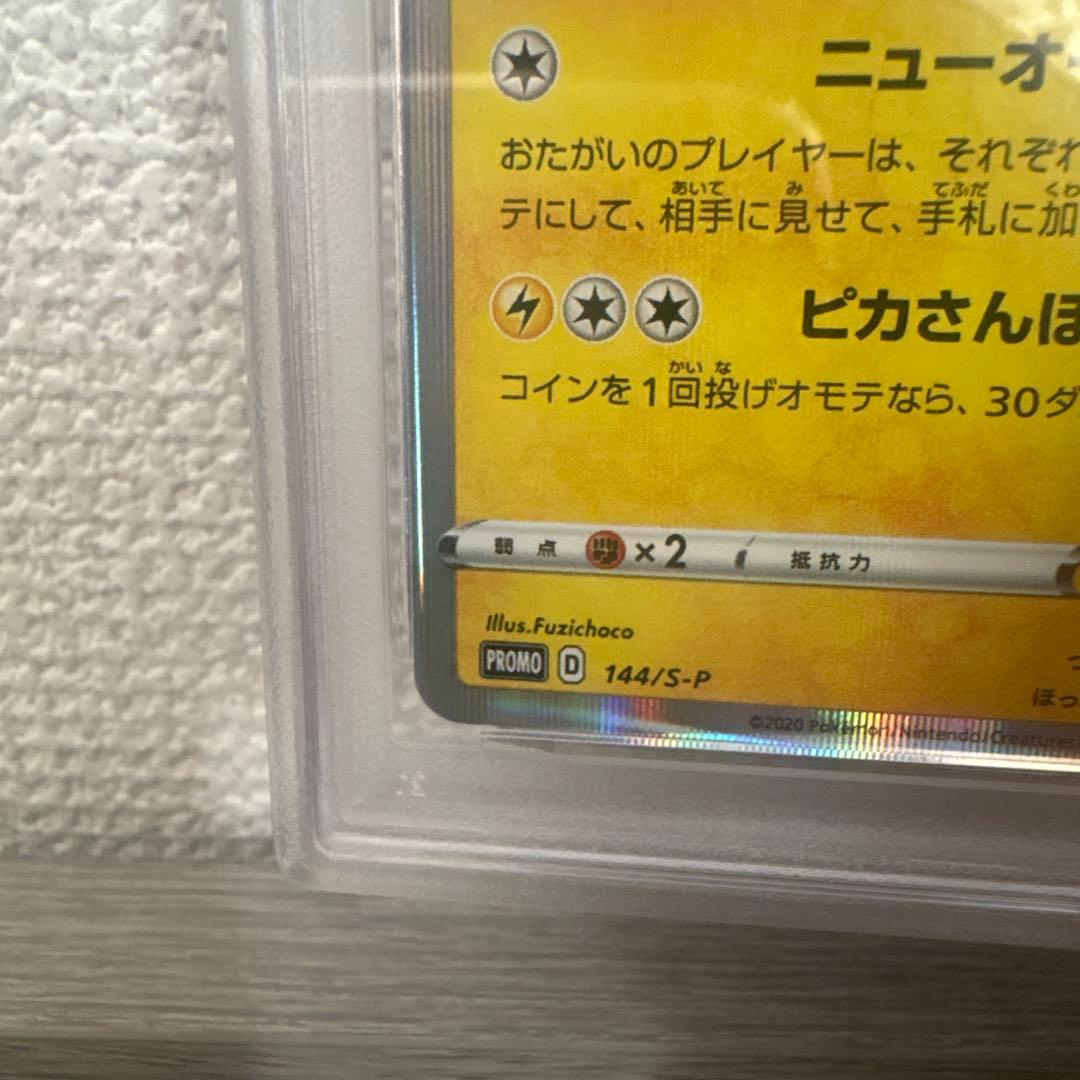 ニューオー
おたがいのプレイヤーは、それぞれ
あいて み てふだ くわ
テにして、相手に見せて、手札に加
ピカさんぽ
かい な
コインを1回投げオモテなら、30ダ
弱点 ×2 抵抗力
Illus.Fuzichoco
PROMO D 144/S-P
ほっ
©2020 Pokémon/Nintendo/Creatures